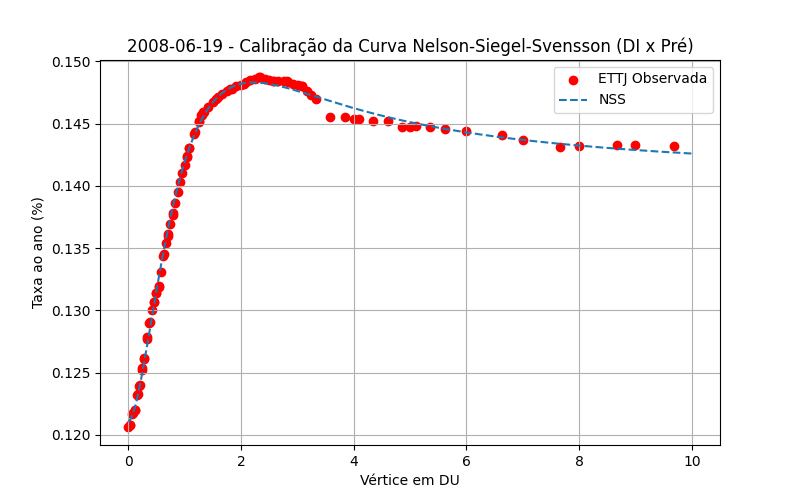 2008-06-19 - Calibração da Curva Nelson-Siegel-Svensson (DI x Pré)
ETTJ Observada
NSS
Taxa ao ano (%)
0.150
0.145
0.140
0.135
0.130
0.125
0.120
0 2 4 6 8 10
Vértice em DU